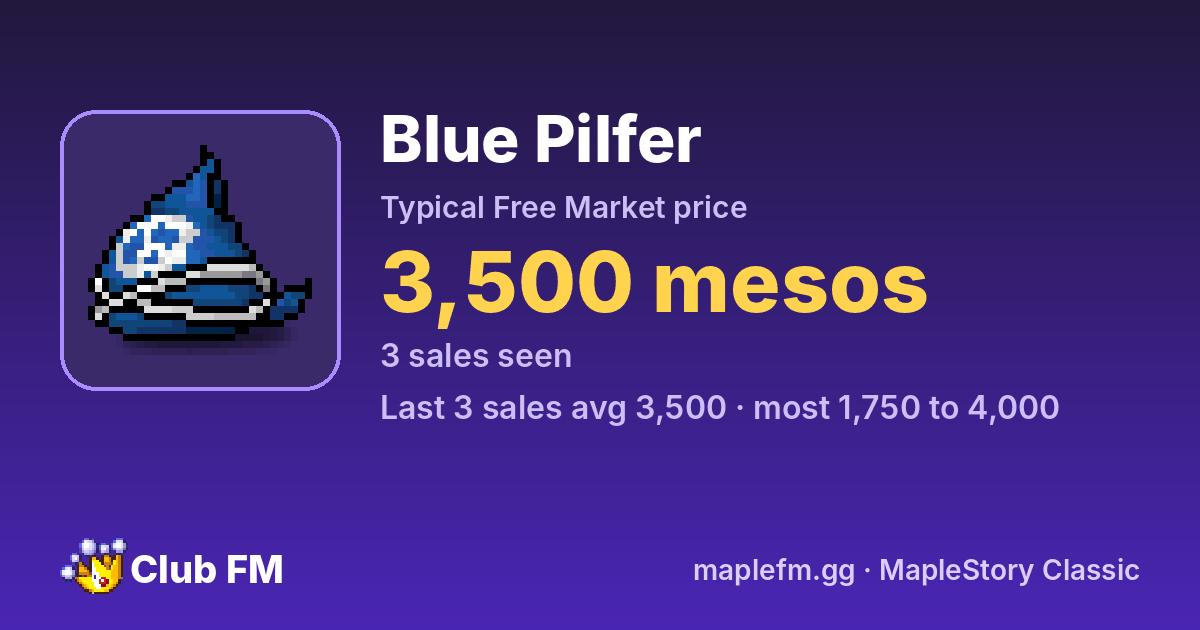 Blue Pilfer
Typical Free Market price
3,500 mesos
3 sales seen
Last 3 sales avg 3,500 · most 1,750 to 4,000
Club FM
maplefm.gg · MapleStory Classic